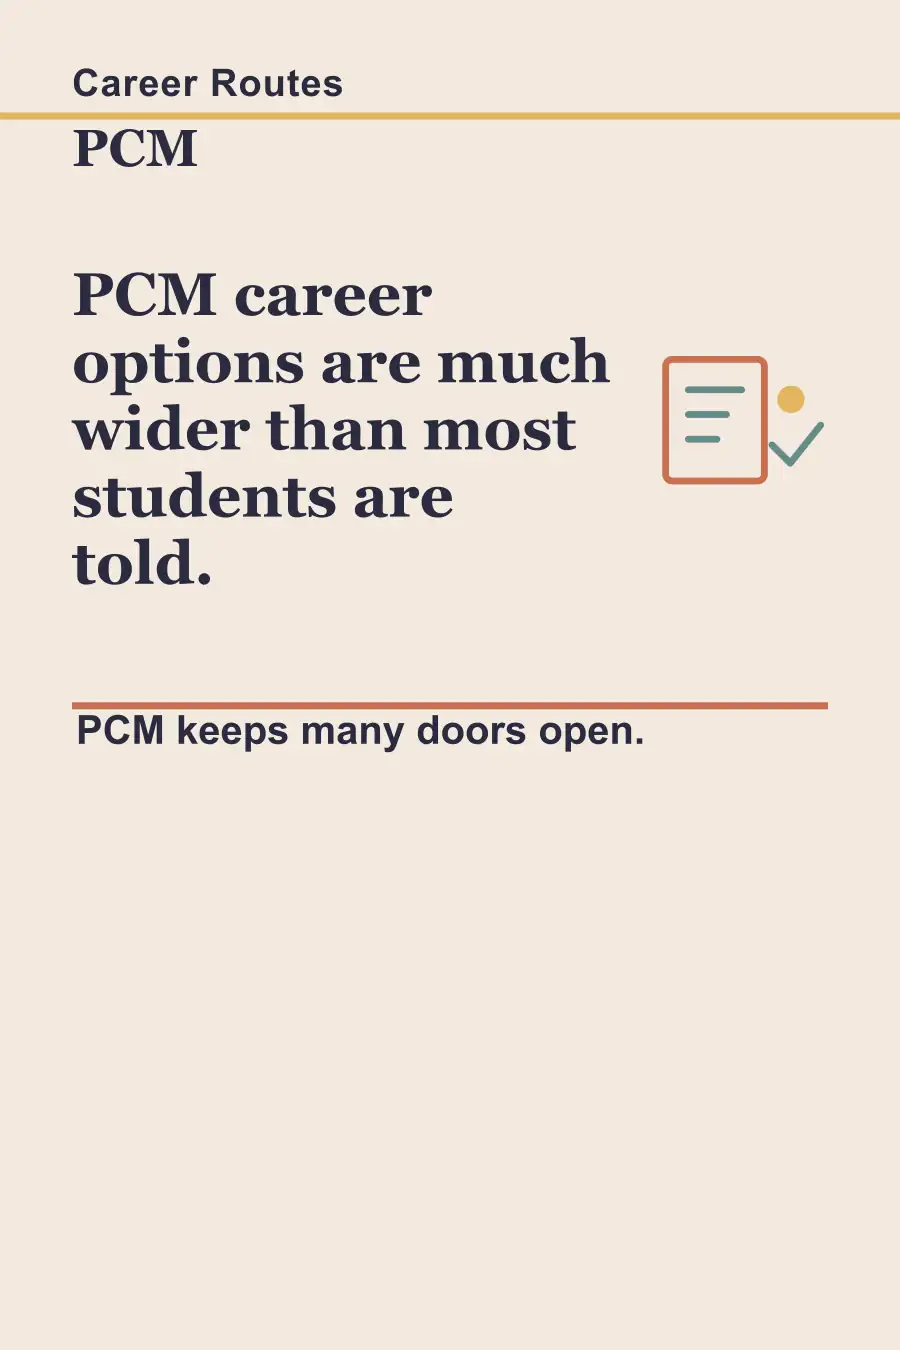 Career Routes
PCM
PCM career
options are much
wider than most
students are
told.
PCM keeps many doors open.